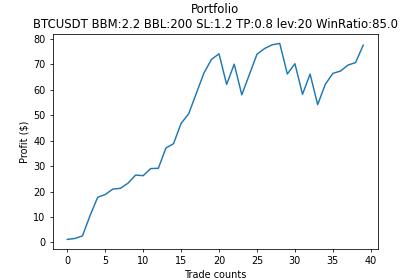 Portfolio
BTCUSDT BBM:2.2 BBL:200 SL:1.2 TP:0.8 lev:20 WinRatio:85.0
80
70
60
50
40
30
20
10
0
Profit ($)
0 5 10 15 20 25 30 35 40
Trade counts